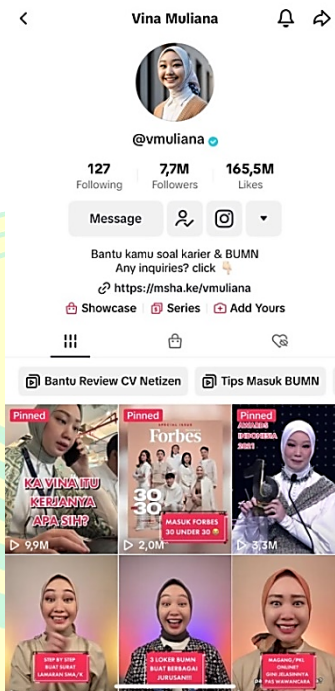 Vina Muliana
@vmuliana
127
Following
7,7M
Followers
165,5M
Likes
Message
Bantu kamu soal karier & BUMN
Any inquiries? click 👇🏻
https://msha.ke/vmuliana
Showcase
Series
Add Yours
Bantu Review CV Netizen
Tips Masuk BUMN
Pinned
KA VINA ITU
KERJANYA
APA SIH?
9,9M
Pinned
SPECIAL ISSUE
Forbes
30
30
MASUK FORBES
30 UNDER 30 😅
2,0M
Pinned
AWARDS
INDONESIA
2021
3,3M
STEP BY STEP
BUAT SURAT
LAMARAN SMA/K
3 LOKER BUMN
BUAT BERBAGAI
JURUSAN!!!
MAGANG/PKL
ONLINE?
GINI JELASINNYA
PAS WAWANCARA